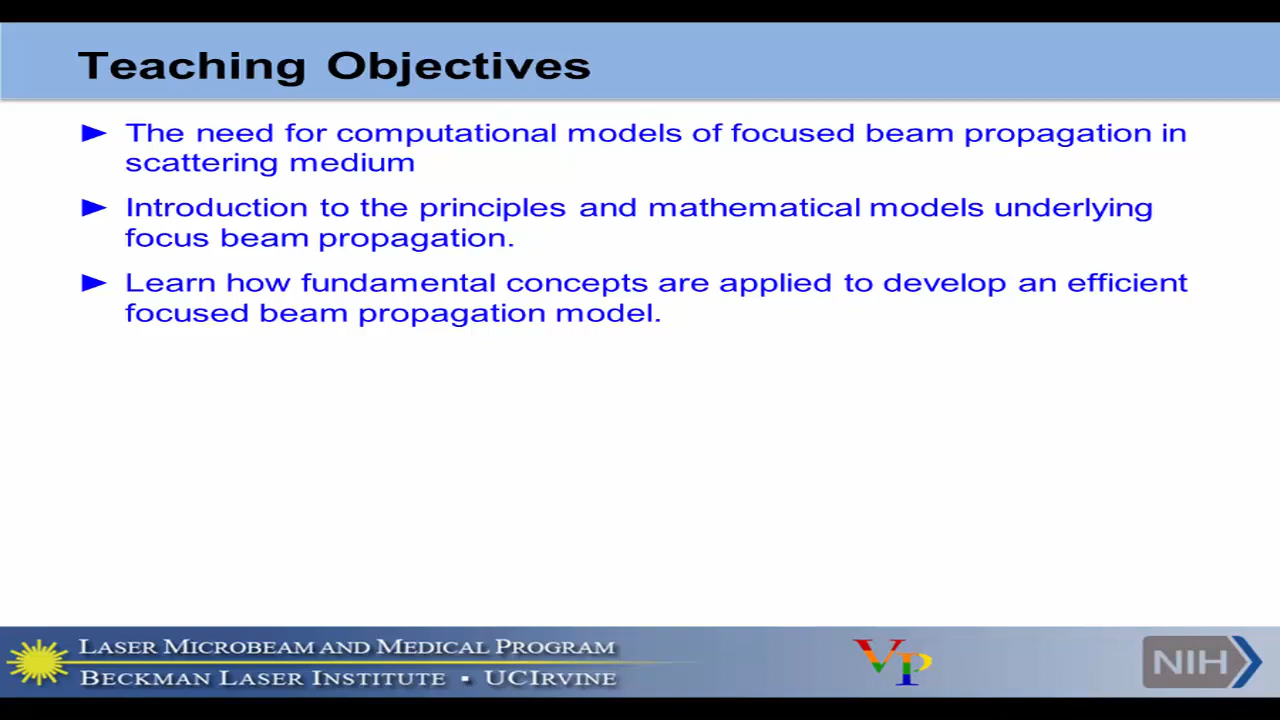 Teaching Objectives
► The need for computational models of focused beam propagation in
scattering medium
► Introduction to the principles and mathematical models underlying
focus beam propagation.
► Learn how fundamental concepts are applied to develop an efficient
focused beam propagation model.
LASER MICROBEAM AND MEDICAL PROGRAM
BECKMAN LASER INSTITUTE ▪ UCIRVINE
VP
NIH